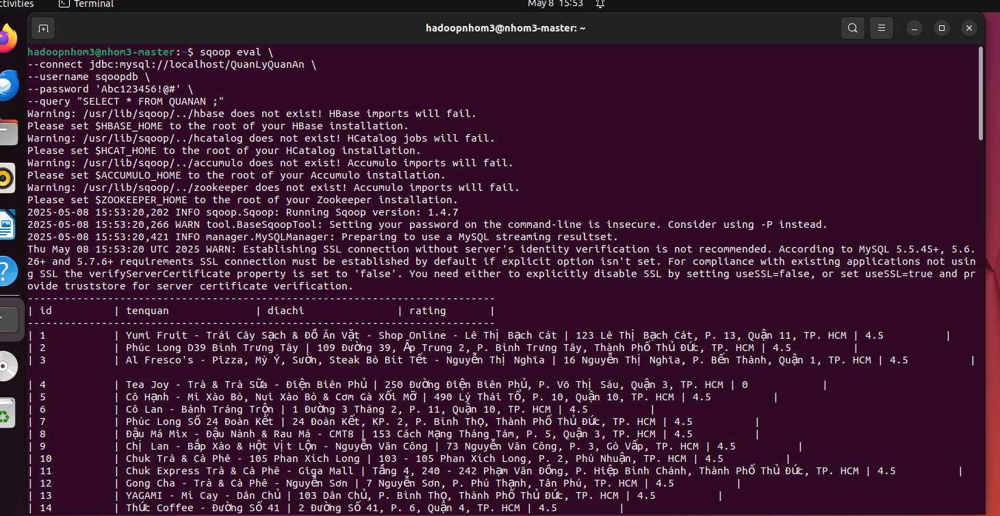 ctivities Terminal May 8 15:53
hadoopnhom3@nhom3-master: ~
hadoopnhom3@nhom3-master:~$ sqoop eval \
--connect jdbc:mysql://localhost/QuanLyQuanAn \
--username sqoopdb \
--password 'Abc123456!@#' \
--query "SELECT * FROM QUANAN ;"
Warning: /usr/lib/sqoop/../hbase does not exist! HBase imports will fail.
Please set $HBASE_HOME to the root of your HBase installation.
Warning: /usr/lib/sqoop/../hcatalog does not exist! HCatalog jobs will fail.
Please set $HCAT_HOME to the root of your HCatalog installation.
Warning: /usr/lib/sqoop/../accumulo does not exist! Accumulo imports will fail.
Please set $ACCUMULO_HOME to the root of your Accumulo installation.
Warning: /usr/lib/sqoop/../zookeeper does not exist! Accumulo imports will fail.
Please set $ZOOKEEPER_HOME to the root of your Zookeeper installation.
2025-05-08 15:53:20,202 INFO sqoop.Sqoop: Running Sqoop version: 1.4.7
2025-05-08 15:53:20,266 WARN tool.BaseSqoopTool: Setting your password on the command-line is insecure. Consider using -P instead.
2025-05-08 15:53:20,421 INFO manager.MySQLManager: Preparing to use a MySQL streaming resultset.
Thu May 08 15:53:20 UTC 2025 WARN: Establishing SSL connection without server's identity verification is not recommended. According to MySQL 5.5.45+, 5.6.
26+ and 5.7.6+ requirements SSL connection must be established by default if explicit option isn't set. For compliance with existing applications not usin
g SSL the verifyServerCertificate property is set to 'false'. You need either to explicitly disable SSL by setting useSSL=false, or set useSSL=true and pr
ovide truststore for server certificate verification.
----------------------------------------------------------------------------
| id | tenquan | diachi | rating |
----------------------------------------------------------------------------
| 1 | Yumi Fruit - Trái Cây Sạch & Đồ Ăn Vặt - Shop Online - Lê Thị Bạch Cát | 123 Lê Thị Bạch Cát, P. 13, Quận 11, TP. HCM | 4.5 |
| 2 | Phúc Long D39 Bình Trưng Tây | 109 Đường 39, Ấp Trung 2, P. Bình Trưng Tây, Thành Phố Thủ Đức, TP. HCM | 4.5 |
| 3 | Al Fresco's - Pizza, Mỳ Ý, Sườn, Steak Bò Bít Tết - Nguyễn Thị Nghĩa | 16 Nguyễn Thị Nghĩa, P. Bến Thành, Quận 1, TP. HCM | 4.5 |
| 4 | Tea Joy - Trà & Trà Sữa - Điện Biên Phủ | 250 Đường Điện Biên Phủ, P. Võ Thị Sáu, Quận 3, TP. HCM | 0 |
| 5 | Cô Hạnh - Mì Xào Bò, Nui Xào Bò & Cơm Gà Xối Mỡ | 490 Lý Thái Tổ, P. 10, Quận 10, TP. HCM | 4.5 |
| 6 | Cô Lan - Bánh Tráng Trộn | 1 Đường 3 Tháng 2, P. 11, Quận 10, TP. HCM | 4.5 |
| 7 | Phúc Long Số 24 Đoàn Kết | 24 Đoàn Kết, KP. 2, P. Bình Thọ, Thành Phố Thủ Đức, TP. HCM | 4.5 |
| 8 | Đậu Má Mix - Đậu Nành & Rau Má - CMT8 | 153 Cách Mạng Tháng Tám, P. 5, Quận 3, TP. HCM | 4.5 |
| 9 | Chị Lan - Bắp Xào & Hột Vịt Lộn - Nguyễn Văn Công | 73 Nguyễn Văn Công, P. 3, Gò Vấp, TP. HCM | 4.5 |
| 10 | Chuk Trà & Cà Phê - 105 Phan Xích Long | 103 - 105 Phan Xích Long, P. 2, Phú Nhuận, TP. HCM | 4.5 |
| 11 | Chuk Express Trà & Cà Phê - Giga Mall | Tầng 4, 240 - 242 Phạm Văn Đồng, P. Hiệp Bình Chánh, Thành Phố Thủ Đức, TP. HCM | 4.5 |
| 12 | Gong Cha - Trà & Cà Phê - Nguyễn Sơn | 7 Nguyễn Sơn, P. Phú Thạnh, Tân Phú, TP. HCM | 4.5 |
| 13 | YAGAMI - Mì Cay - Dân Chủ | 103 Dân Chủ, P. Bình Thọ, Thành Phố Thủ Đức, TP. HCM | 4.5 |
| 14 | Thức Coffee - Đường Số 41 | 2 Đường Số 41, P. 6, Quận 4, TP. HCM | 4.5 |